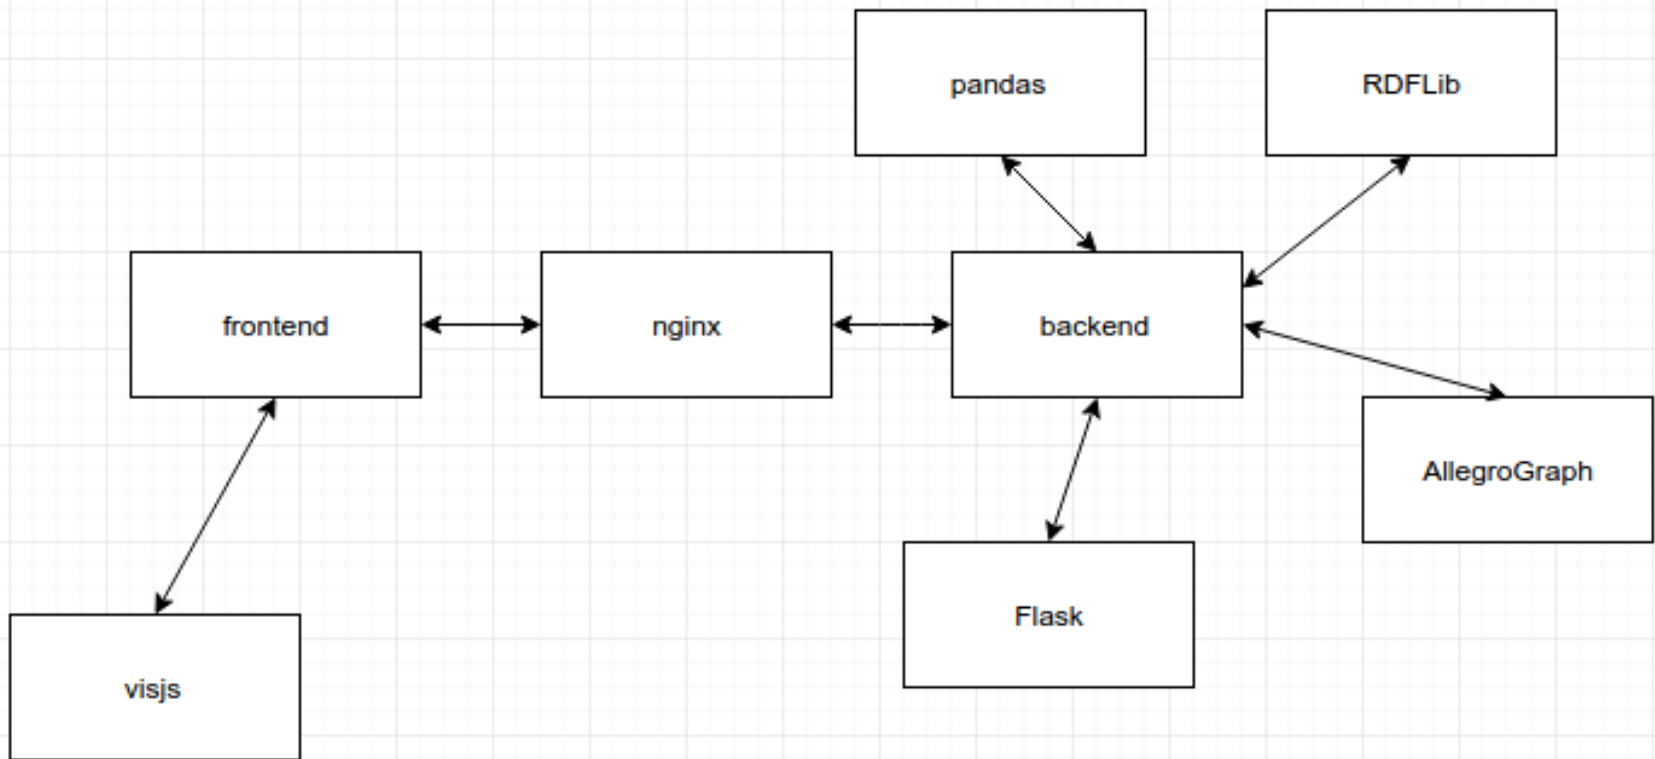 pandas
RDFLib
frontend
nginx
backend
AllegroGraph
Flask
visjs